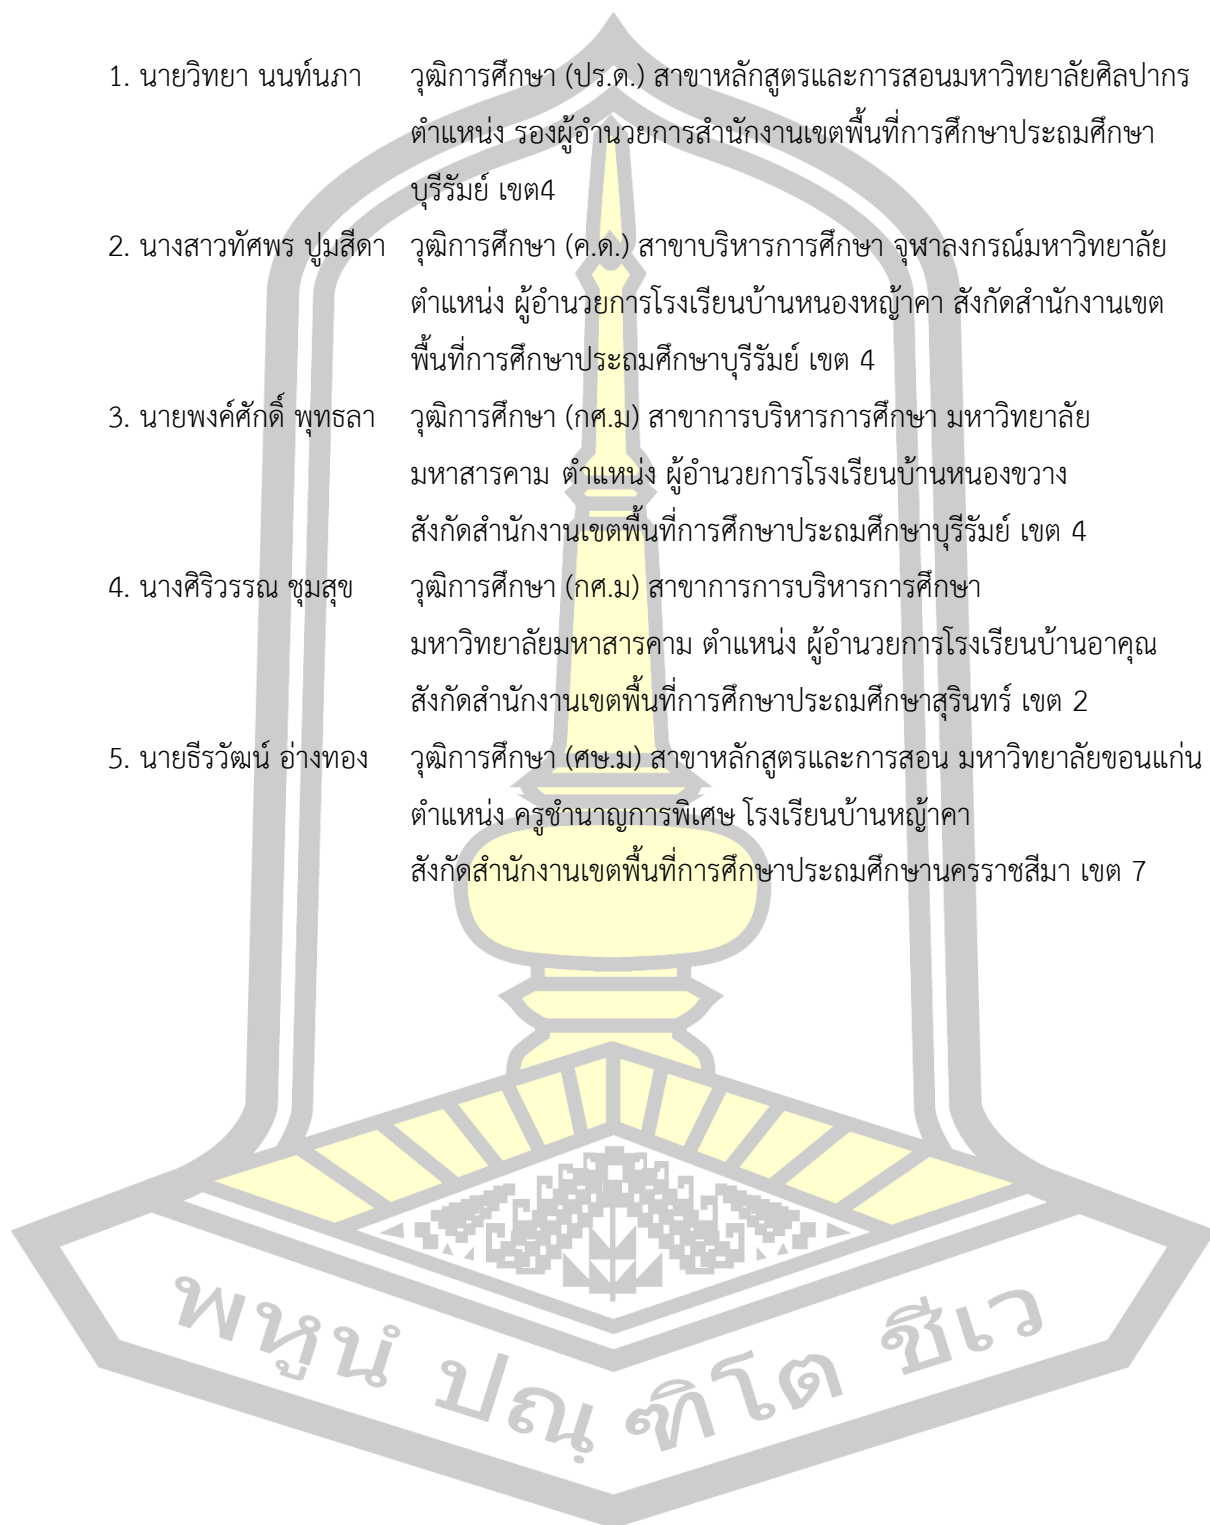 1. นายวิทยา นนท์นภา วุฒิการศึกษา (ปร.ด.) สาขาหลักสูตรและการสอนมหาวิทยาลัยศิลปากร
ตำแหน่ง รองผู้อำนวยการสำนักงานเขตพื้นที่การศึกษาประถมศึกษา
บุรีรัมย์ เขต4
2. นางสาวทัศพร ปูมสีดา วุฒิการศึกษา (ค.ด.) สาขาบริหารการศึกษา จุฬาลงกรณ์มหาวิทยาลัย
ตำแหน่ง ผู้อำนวยการโรงเรียนบ้านหนองหญ้าคา สังกัดสำนักงานเขต
พื้นที่การศึกษาประถมศึกษาบุรีรัมย์ เขต 4
3. นายพงค์ศักดิ์ พุทธลา วุฒิการศึกษา (กศ.ม) สาขาการบริหารการศึกษา มหาวิทยาลัย
มหาสารคาม ตำแหน่ง ผู้อำนวยการโรงเรียนบ้านหนองขวาง
สังกัดสำนักงานเขตพื้นที่การศึกษาประถมศึกษาบุรีรัมย์ เขต 4
4. นางศิริวรรณ ชุมสุข วุฒิการศึกษา (กศ.ม) สาขาการการบริหารการศึกษา
มหาวิทยาลัยมหาสารคาม ตำแหน่ง ผู้อำนวยการโรงเรียนบ้านอาคุณ
สังกัดสำนักงานเขตพื้นที่การศึกษาประถมศึกษาสุรินทร์ เขต 2
5. นายธีรวัฒน์ อ่างทอง วุฒิการศึกษา (ศษ.ม) สาขาหลักสูตรและการสอน มหาวิทยาลัยขอนแก่น
ตำแหน่ง ครูชำนาญการพิเศษ โรงเรียนบ้านหญ้าคา
สังกัดสำนักงานเขตพื้นที่การศึกษาประถมศึกษานครราชสีมา เขต 7
พหูนํ ปณฺฑิโต ชีเว